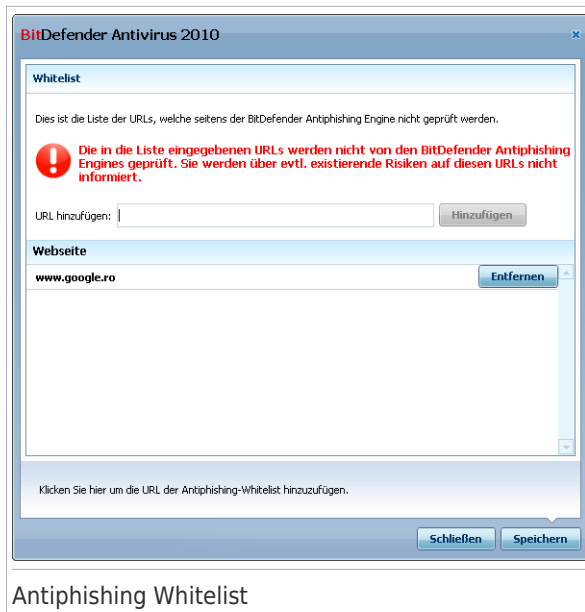 BitDefender Antivirus 2010
Whitelist
Dies ist die Liste der URLs, welche seitens der BitDefender Antiphishing Engine nicht geprüft werden.
Die in die Liste eingegebenen URLs werden nicht von den BitDefender Antiphishing
Engines geprüft. Sie werden über evtl. existierende Risiken auf diesen URLs nicht
informiert.
URL hinzufügen:
Hinzufügen
Webseite
www.google.ro
Entfernen
Klicken Sie hier um die URL der Antiphishing-Whitelist hinzuzufügen.
Schließen
Speichern
Antiphishing Whitelist